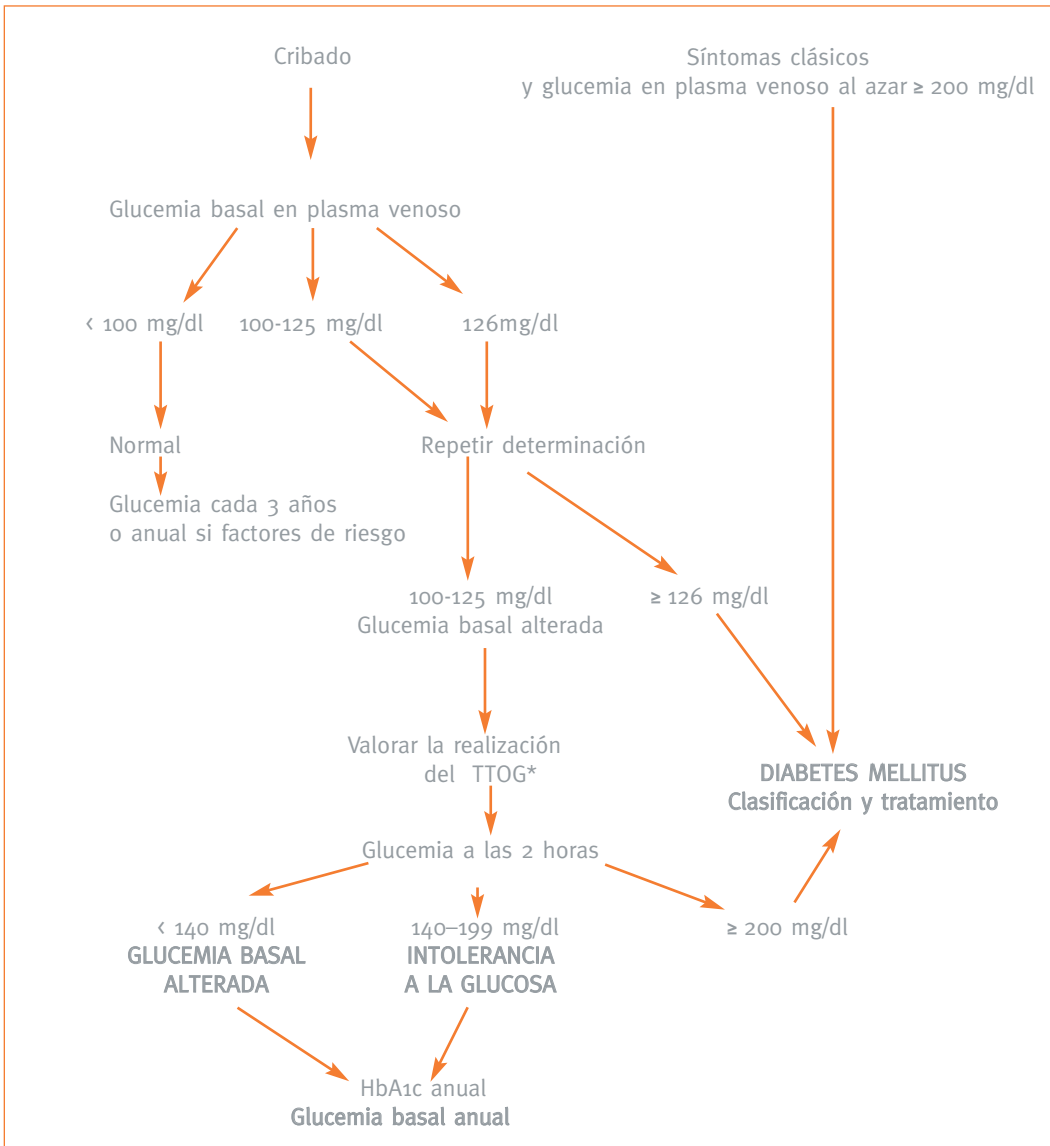 Cribado
Síntomas clásicos
y glucemia en plasma venoso al azar ≥ 200 mg/dl
Glucemia basal en plasma venoso
< 100 mg/dl
100-125 mg/dl
126mg/dl
Normal
Repetir determinación
Glucemia cada 3 años
o anual si factores de riesgo
100-125 mg/dl
Glucemia basal alterada
≥ 126 mg/dl
Valorar la realización
del TTOG*
DIABETES MELLITUS
Clasificación y tratamiento
Glucemia a las 2 horas
< 140 mg/dl
GLUCEMIA BASAL
ALTERADA
140–199 mg/dl
INTOLERANCIA
A LA GLUCOSA
≥ 200 mg/dl
HbA1c anual
Glucemia basal anual